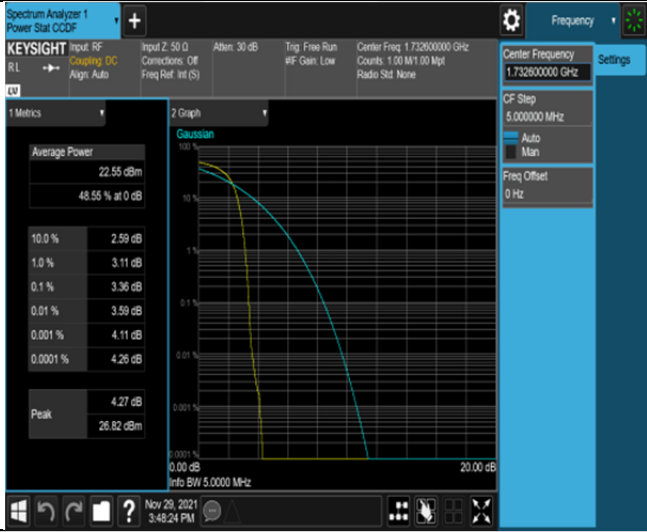 Spectrum Analyzer 1
Power Stat CCDF
Frequency
KEYSIGHT
Input: RF
Input Z: 50 Ω
Atten: 30 dB
Trig: Free Run
Center Freq: 1.732600000 GHz
RL
Coupling: DC
Corrections: Off
#IF Gain: Low
Counts: 1.00 M/1.00 Mpt
Align: Auto
Freq Ref: Int (S)
Radio Std: None
LV
Center Frequency
1.732600000 GHz
Settings
CF Step
5.000000 MHz
Auto
Man
Freq Offset
0 Hz
1 Metrics
Average Power
22.55 dBm
48.55 % at 0 dB
10.0 % 2.59 dB
1.0 % 3.11 dB
0.1 % 3.36 dB
0.01 % 3.59 dB
0.001 % 4.11 dB
0.0001 % 4.26 dB
Peak
4.27 dB
26.82 dBm
2 Graph
Gaussian
100 %
10 %
1 %
0.1 %
0.01 %
0.001 %
0.0001 %
0.00 dB
20.00 dB
Info BW 5.0000 MHz
?
Nov 29, 2021
3:48:24 PM